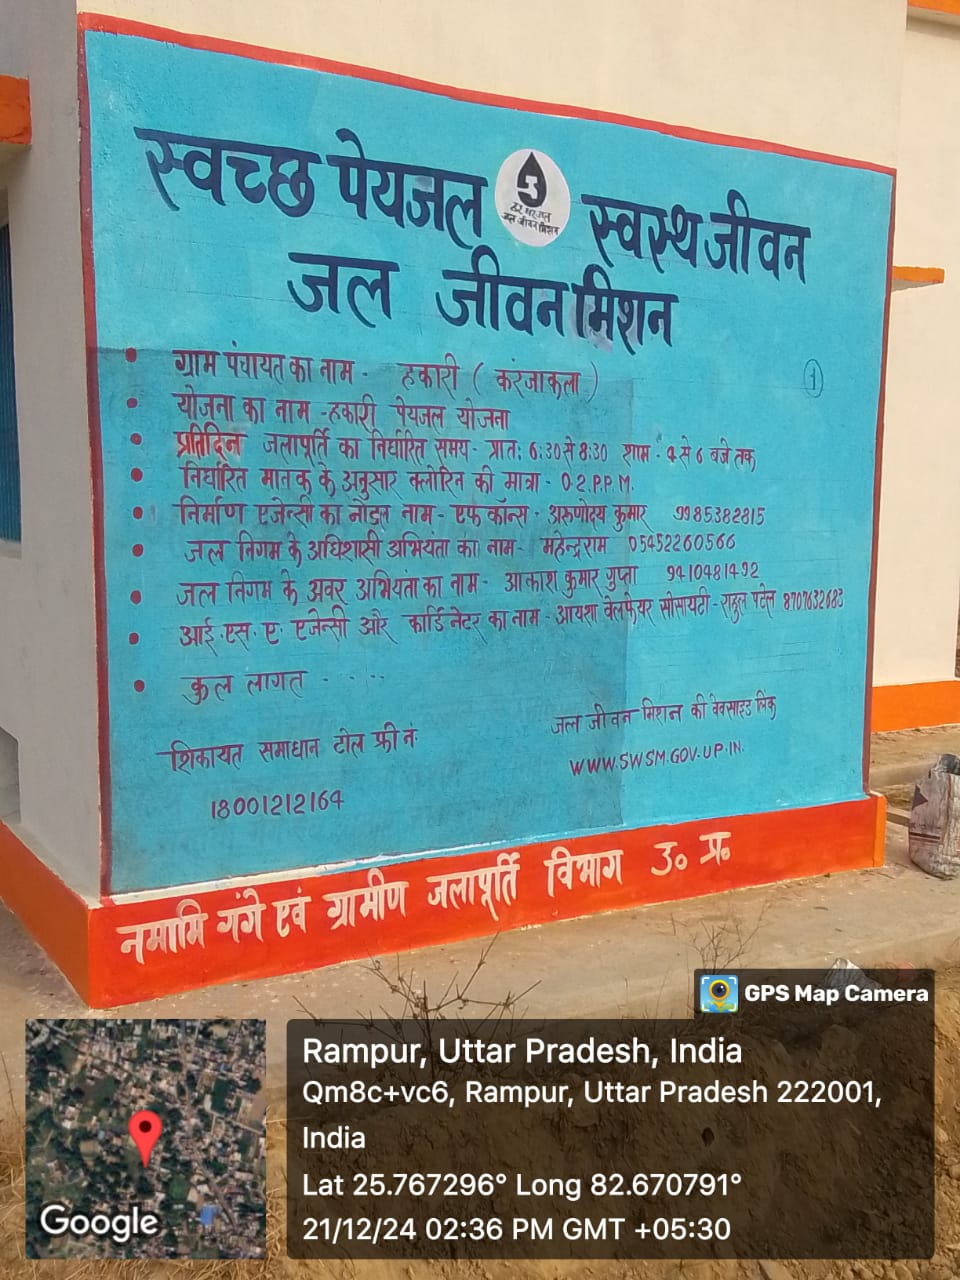 स्वच्छ पेयजल स्वस्थ जीवन
हर घर जल
जल जीवन मिशन
जल जीवन मिशन
1
• ग्राम पंचायत का नाम - हकारी ( करंजाकला )
• योजना का नाम - हकारी पेयजल योजना
• प्रतिदिन जलापूर्ति का निर्धारित समय - प्रात: 6:30 से 8:30 शाम - 4 से 6 बजे तक
• निर्धारित मानक के अनुसार क्लोरिन की मात्रा - 0.2.P.P.M.
• निर्माण एजेन्सी का नोडल नाम - एफकॉन्स - अरुणोदय कुमार 9985382815
• जल निगम के अधिशासी अभियंता का नाम - महेन्द्रराम 05452260566
• जल निगम के अवर अभियंता का नाम - आकाश कुमार गुप्ता 9410481492
• आई.एस.ए. एजेन्सी और कार्डिनेटर का नाम - आयशा वेलफेयर सोसायटी - राहुल पटेल 8707632683
• कुल लागत - . . . .
शिकायत समाधान टोल फ्री नं
18001212164
जल जीवन मिशन की वेवसाइड लिंक
WWW.SWSM.GOV.UP.IN.
नमामि गंगे एवं ग्रामीण जलापूर्ति विभाग उ० प्र०
GPS Map Camera
Rampur, Uttar Pradesh, India
Qm8c+vc6, Rampur, Uttar Pradesh 222001,
India
Lat 25.767296° Long 82.670791°
21/12/24 02:36 PM GMT +05:30
Google